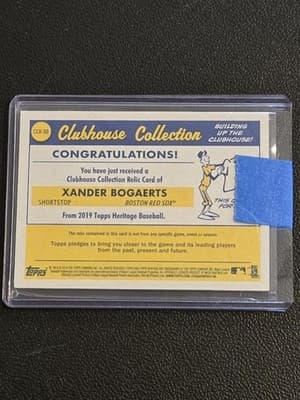 CCR-XB
Clubhouse Collection
BUILDING
UP THE
CLUBHOUSE!
CONGRATULATIONS!
You have just received a
Clubhouse Collection Relic Card of
XANDER BOGAERTS
SHORTSTOP
BOSTON RED SOX™
From 2019 Topps Heritage Baseball.
THIS
FOR
The relic contained in this card is not from any specific game, event or season.
Topps pledges to bring you closer to the game and its leading players
from the past, present and future.
TOPPS